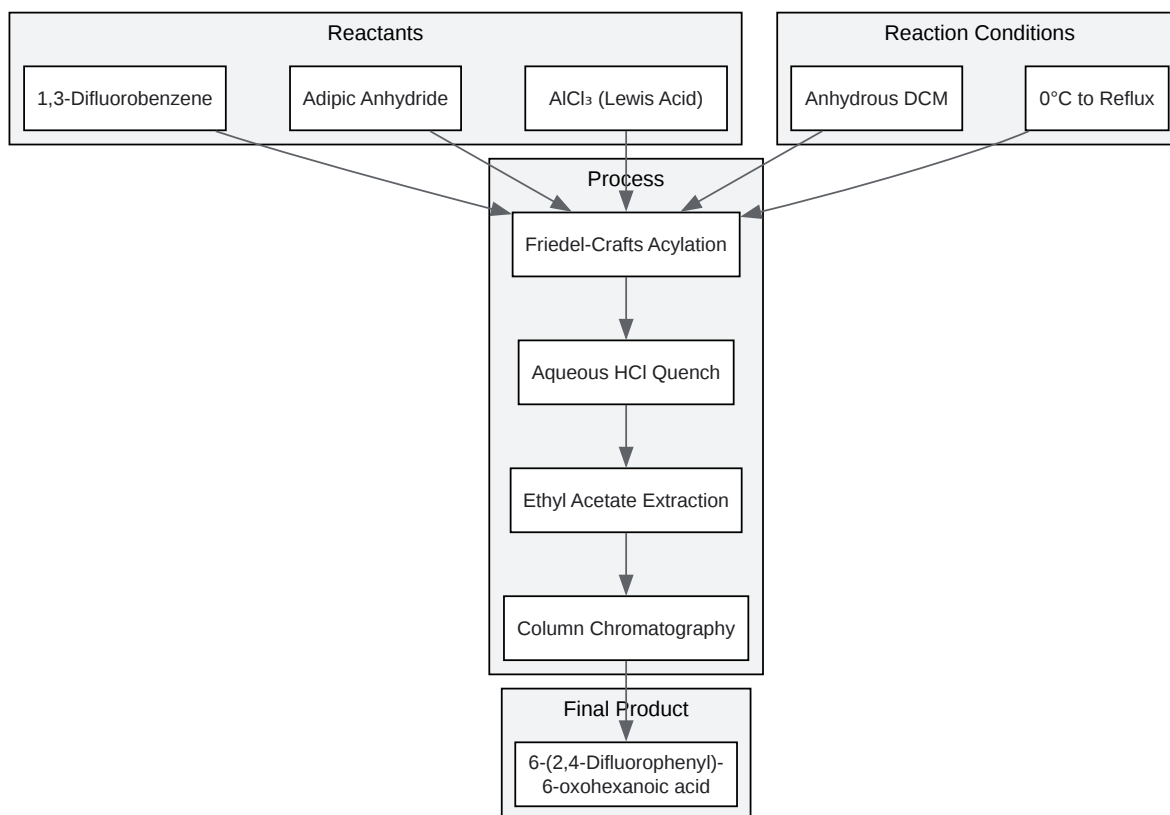 Reactants
Reaction Conditions
1,3-Difluorobenzene
Adipic Anhydride
AlCl₃ (Lewis Acid)
Anhydrous DCM
0°C to Reflux
Process
Friedel-Crafts Acylation
Aqueous HCl Quench
Ethyl Acetate Extraction
Column Chromatography
Final Product
6-(2,4-Difluorophenyl)-
6-oxohexanoic acid